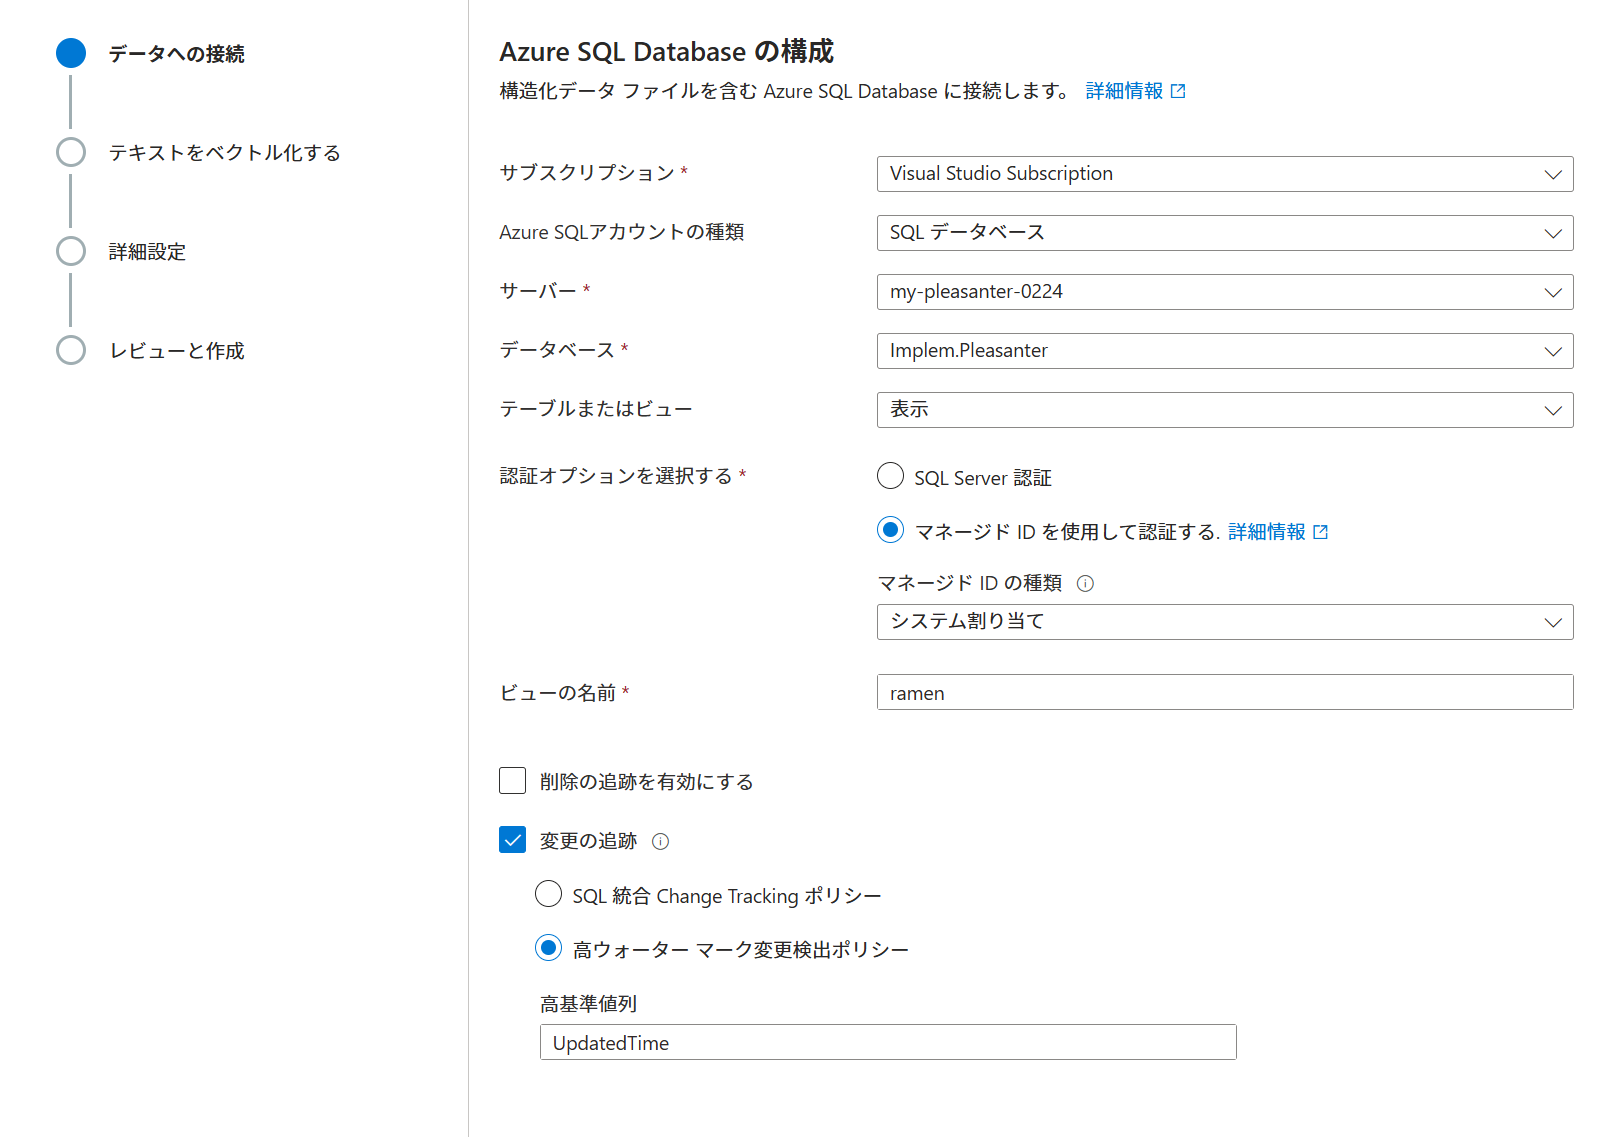 データへの接続
テキストをベクトル化する
詳細設定
レビューと作成
Azure SQL Database の構成
構造化データ ファイルを含む Azure SQL Database に接続します。 詳細情報
サブスクリプション *
Visual Studio Subscription
Azure SQLアカウントの種類
SQL データベース
サーバー *
my-pleasanter-0224
データベース *
Implem.Pleasanter
テーブルまたはビュー
表示
認証オプションを選択する *
SQL Server 認証
マネージド ID を使用して認証する. 詳細情報
マネージド ID の種類
システム割り当て
ビューの名前 *
ramen
削除の追跡を有効にする
変更の追跡
SQL 統合 Change Tracking ポリシー
高ウォーター マーク変更検出ポリシー
高基準値列
UpdatedTime